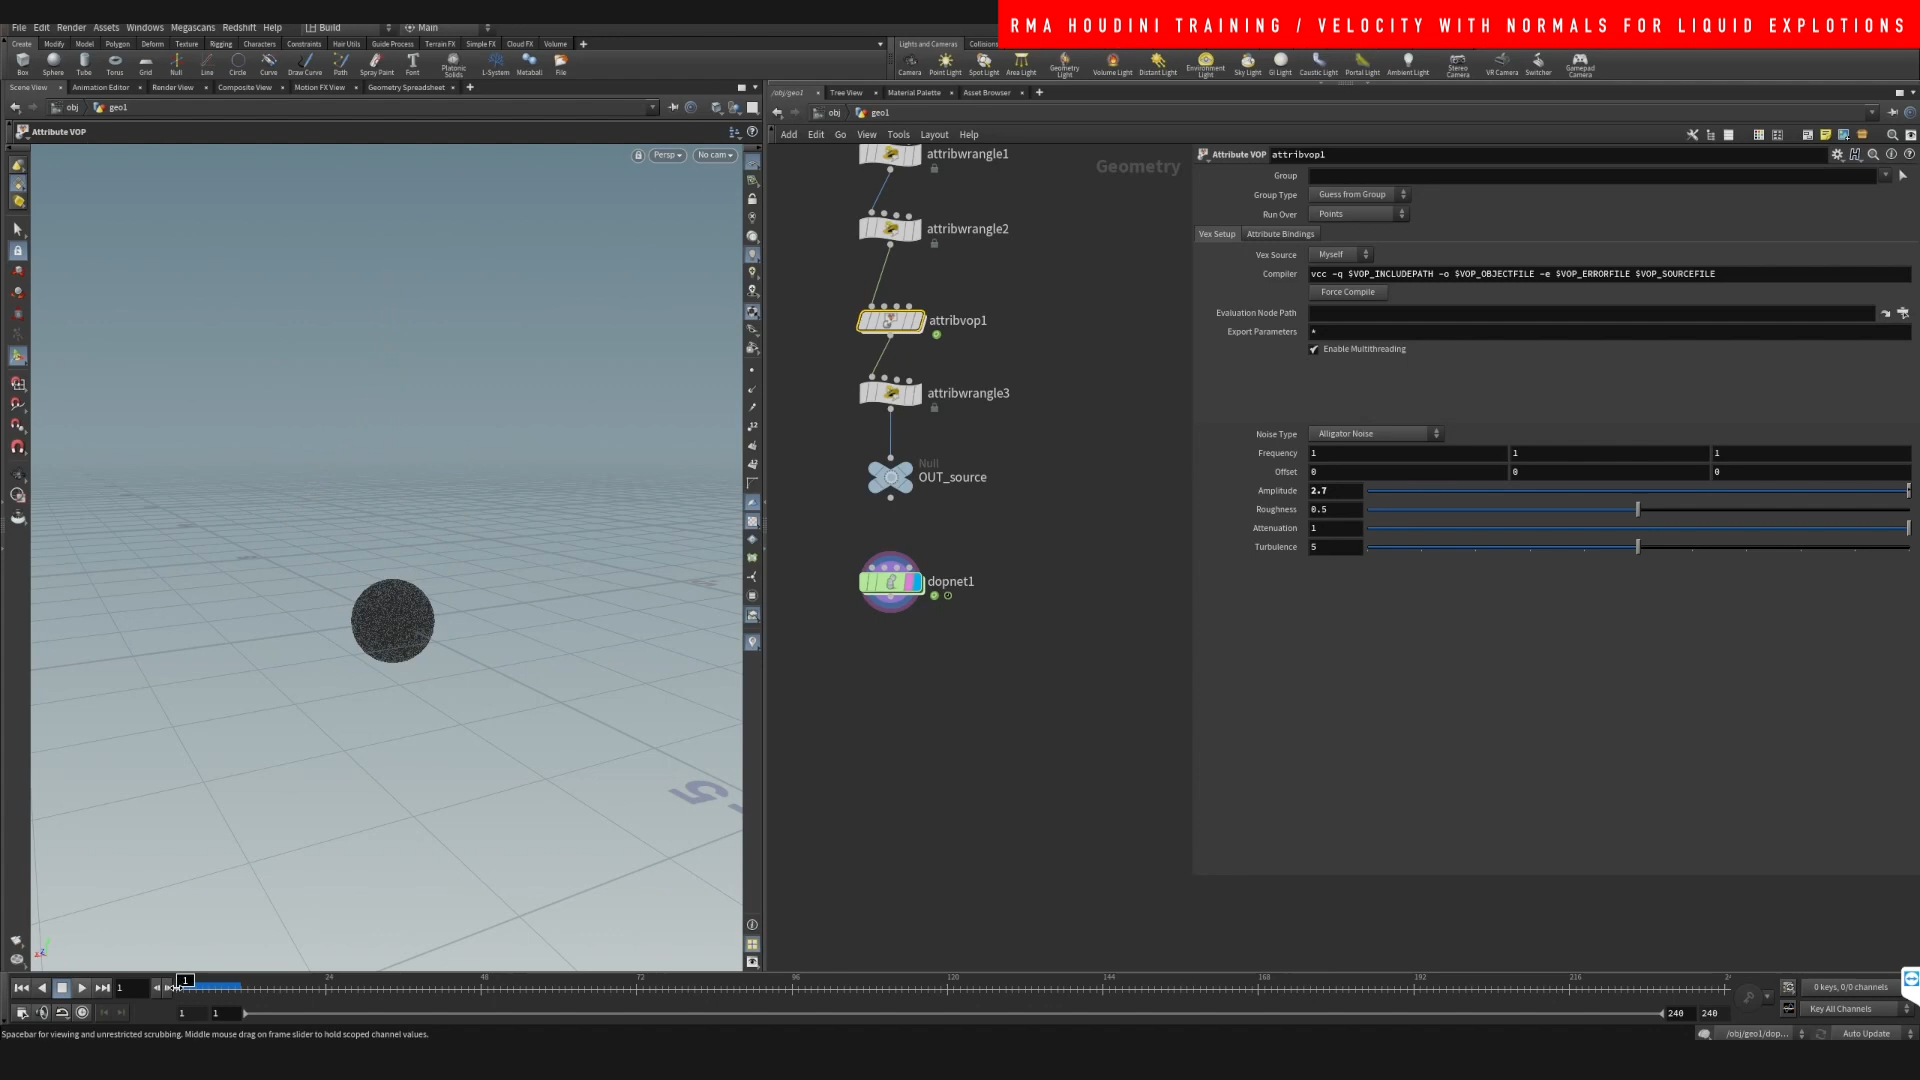 RMA HOUDINI TRAINING / VELOCITY WITH NORMALS FOR LIQUID EXPLOTIONS
File Edit Render Assets Windows Megascans Redshift Help Build Main
Create Modify Model Polygon Deform Texture Rigging Characters Constraints Hair Utils Guide Process Terrain FX Simple FX Cloud FX Volume
Lights and Cameras Collisions
Box Sphere Tube Torus Grid Null Line Circle Curve Draw Curve Path Spray Paint Font Platonic Solids L-System Metaball File
Camera Point Light Spot Light Area Light Geometry Light Volume Light Distant Light Environment Light Sky Light GI Light Caustic Light Portal Light Ambient Light Stereo Camera VR Camera Switcher Gamepad Camera
Scene View Animation Editor Render View Composite View Motion FX View Geometry Spreadsheet
/obj/geo1 Tree View Material Palette Asset Browser
obj geo1
obj geo1
Attribute VOP
Add Edit Go View Tools Layout Help
Persp No cam
Geometry
attribwrangle1
attribwrangle2
attribvop1
attribwrangle3
Null
OUT_source
dopnet1
Attribute VOP attribvop1
Group
Group Type Guess from Group
Run Over Points
Vex Setup Attribute Bindings
Vex Source Myself
Compiler vcc -q $VOP_INCLUDEPATH -o $VOP_OBJECTFILE -e $VOP_ERRORFILE $VOP_SOURCEFILE
Force Compile
Evaluation Node Path
Export Parameters *
Enable Multithreading
Noise Type Alligator Noise
Frequency 1 1 1
Offset 0 0 0
Amplitude 2.7
Roughness 0.5
Attenuation 1
Turbulence 5
5
1 1 24 48 72 96 120 144 168 192 216 24
0 keys, 0/0 channels
1 1 240 240
Key All Channels
Spacebar for viewing and unrestricted scrubbing. Middle mouse drag on frame slider to hold scoped channel values.
/obj/geo1/dop... Auto Update